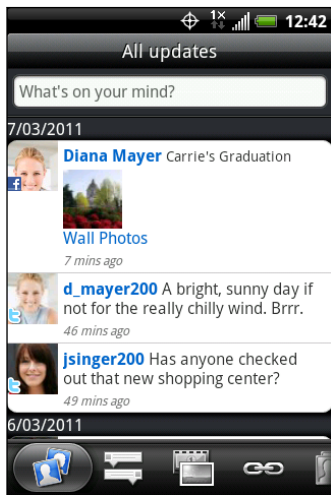 1X 12:42
All updates
What's on your mind?
7/03/2011
Diana Mayer Carrie's Graduation
Wall Photos
7 mins ago
d_mayer200 A bright, sunny day if
not for the really chilly wind. Brrr.
46 mins ago
jsinger200 Has anyone checked
out that new shopping center?
49 mins ago
6/03/2011